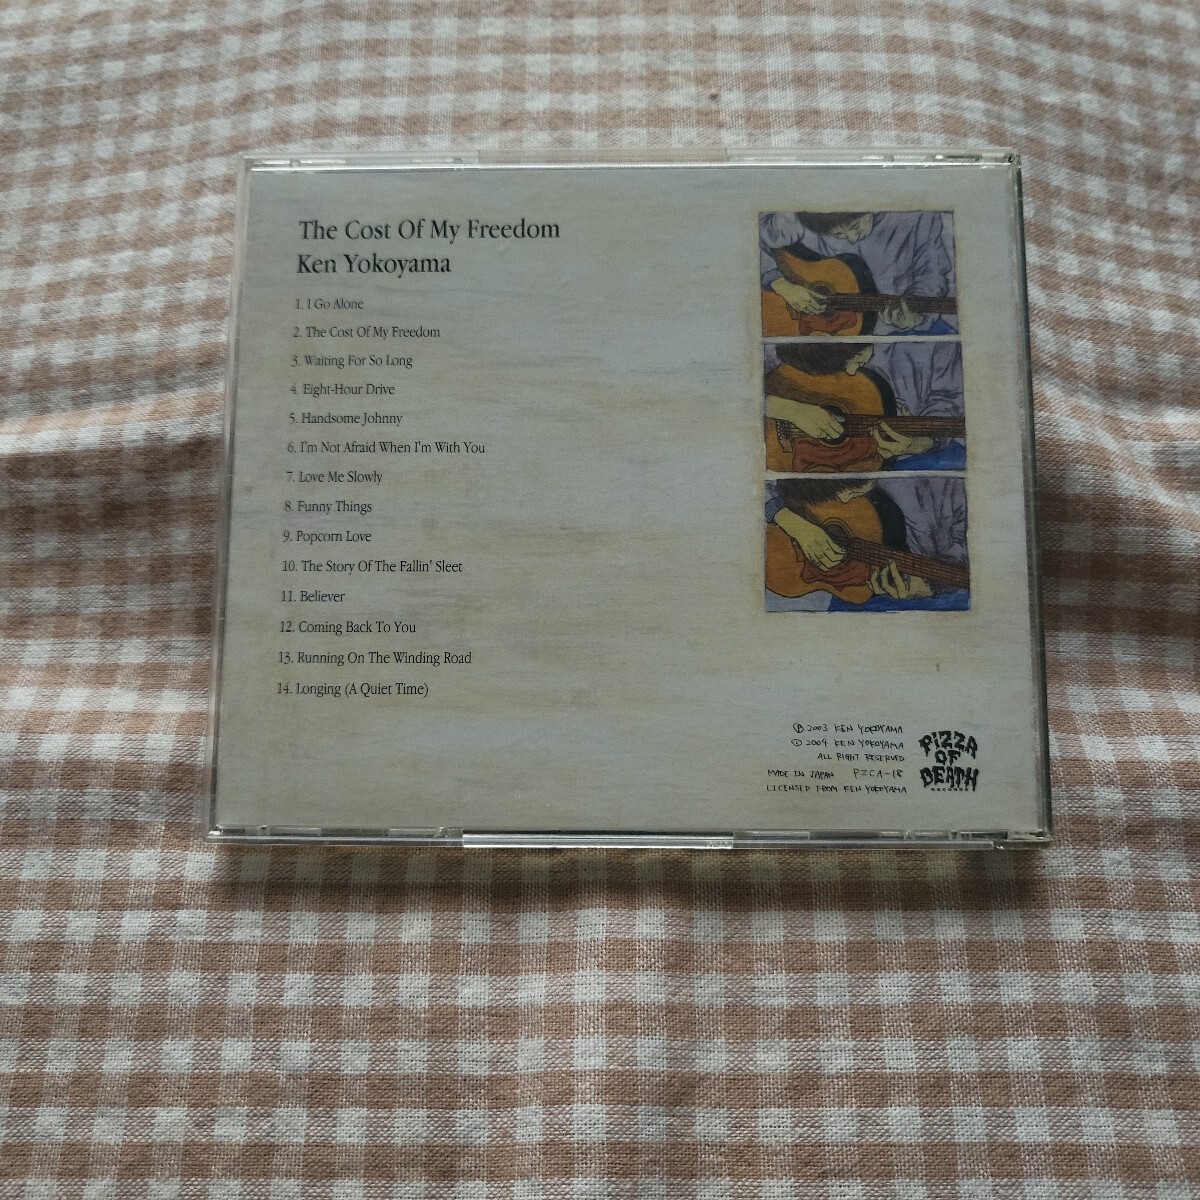 The Cost Of My Freedom
Ken Yokoyama
1. I Go Alone
2. The Cost Of My Freedom
3. Waiting For So Long
4. Eight-Hour Drive
5. Handsome Johnny
6. I'm Not Afraid When I'm With You
7. Love Me Slowly
8. Funny Things
9. Popcorn Love
10. The Story Of The Fallin' Sleet
11. Believer
12. Coming Back To You
13. Running On The Winding Road
14. Longing (A Quiet Time)
℗ 2003 KEN YOKOYAMA
© 2004 KEN YOKOYAMA
ALL RIGHT RESERVED
MADE IN JAPAN PZCA-18
LICENSED FROM KEN YOKOYAMA
PIZZA
OF
DEATH
RECORDS